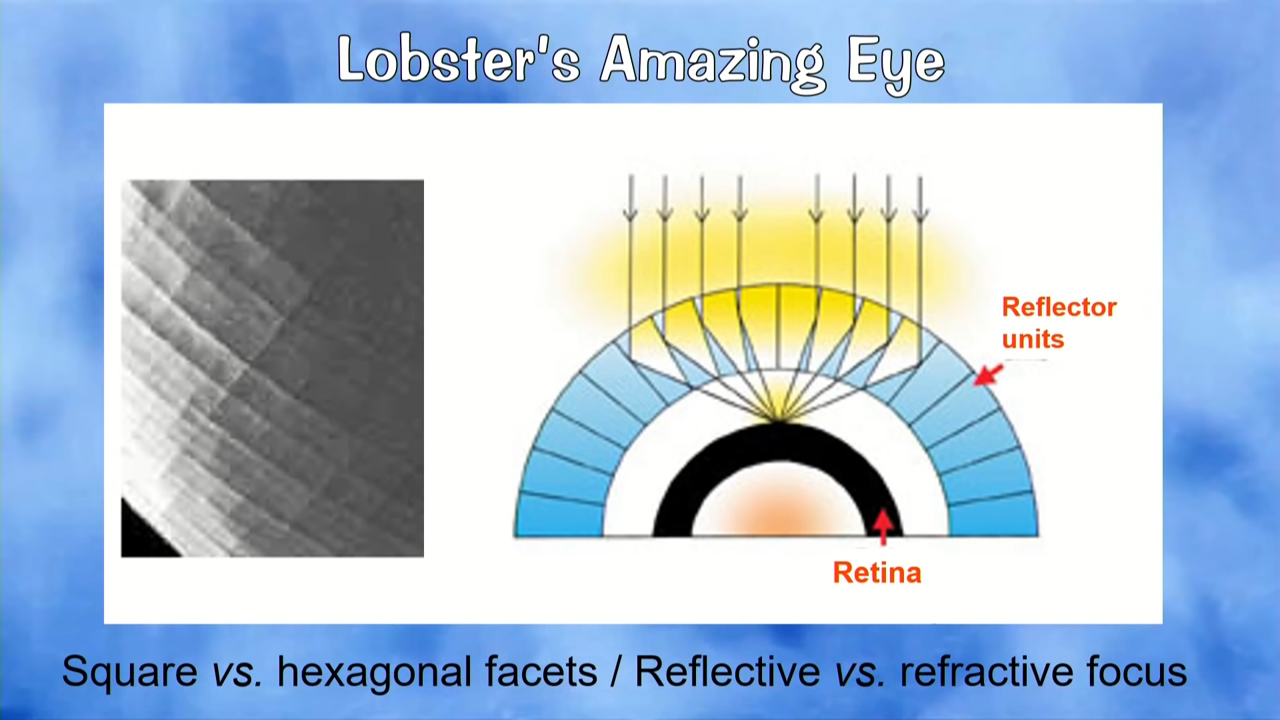 Lobster's Amazing Eye
Reflector
units
Retina
Square vs. hexagonal facets / Reflective vs. refractive focus